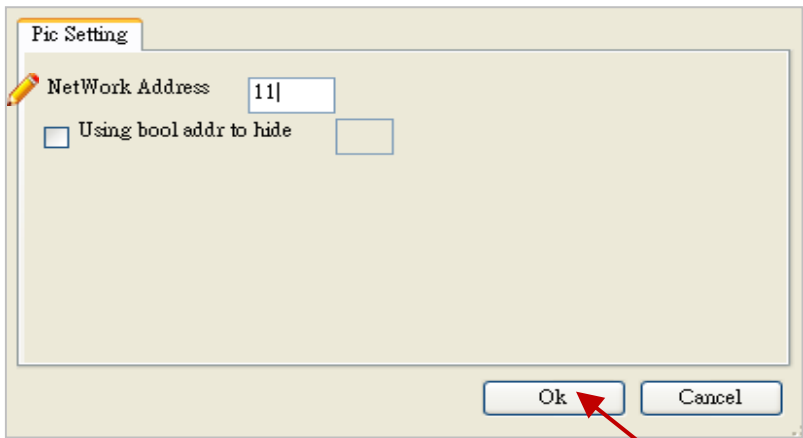 Pic Setting
NetWork Address 11
Using bool addr to hide
Ok Cancel